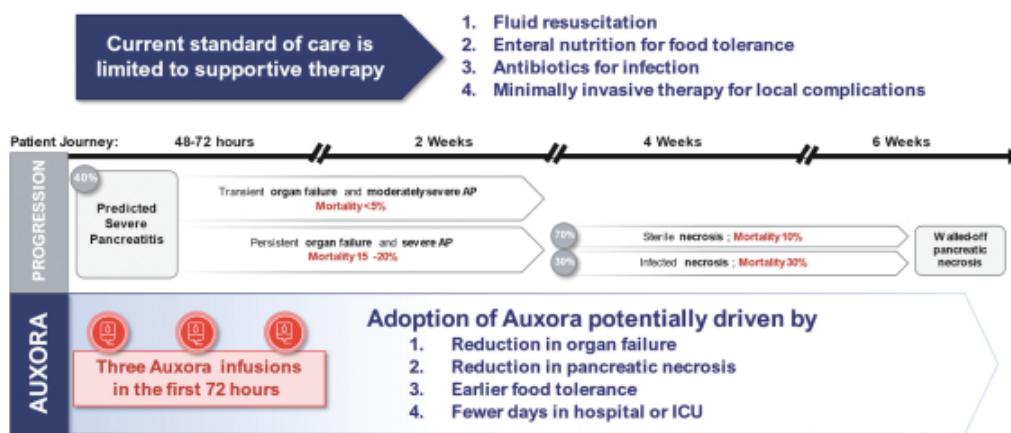 Current standard of care is
limited to supportive therapy
1. Fluid resuscitation
2. Enteral nutrition for food tolerance
3. Antibiotics for infection
4. Minimally invasive therapy for local complications
Patient Journey: 48-72 hours 2 Weeks 4 Weeks 6 Weeks
PROGRESSION
40%
Predicted
Severe
Pancreatitis
Transient organ failure and moderately severe AP
Mortality <5%
Persistent organ failure and severe AP
Mortality 15 -20%
70%
Sterile necrosis ; Mortality 10%
30%
Infected necrosis ; Mortality 30%
Walled-off
pancreatic
necrosis
AUXORA
Three Auxora infusions
in the first 72 hours
Adoption of Auxora potentially driven by
1. Reduction in organ failure
2. Reduction in pancreatic necrosis
3. Earlier food tolerance
4. Fewer days in hospital or ICU